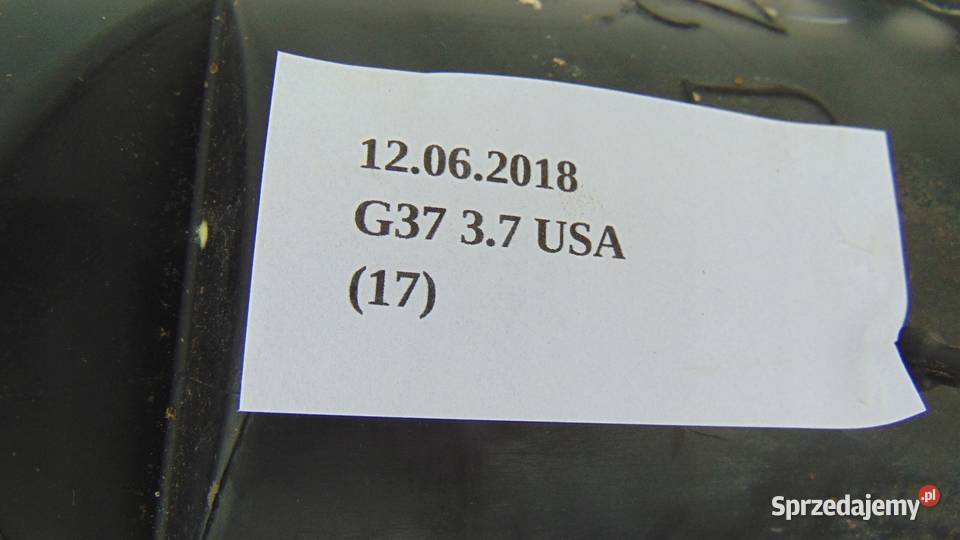 12.06.2018
G37 3.7 USA
(17)
Sprzedajemy.pl